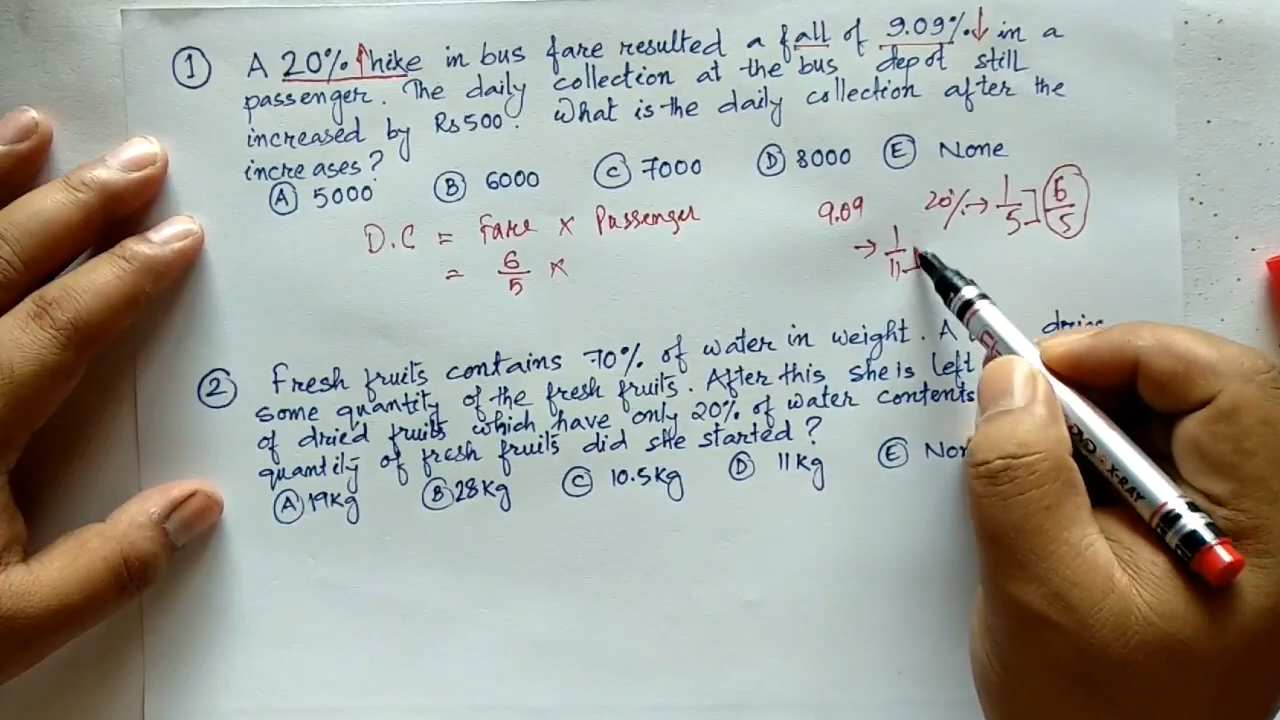 ① A 20% ↑ hike in bus fare resulted a fall of 9.09% ↓ in a
passenger. The daily collection at the bus depot still
increased by Rs 500. What is the daily collection after the
increases?
Ⓐ 5000 Ⓑ 6000 Ⓒ 7000 Ⓓ 8000 Ⓔ None
D.C = Fare × Passenger
= 6/5 ×
9.09
→ 1/11
20% → 1/5 ] 6/5
② Fresh fruits contains 70% of water in weight. A dries
some quantity of the fresh fruits. After this she is left
of dried fruits which have only 20% of water contents
quantity of fresh fruits did she started?
Ⓐ 19Kg Ⓑ 28Kg Ⓒ 10.5Kg Ⓓ 11Kg Ⓔ
X-RAY